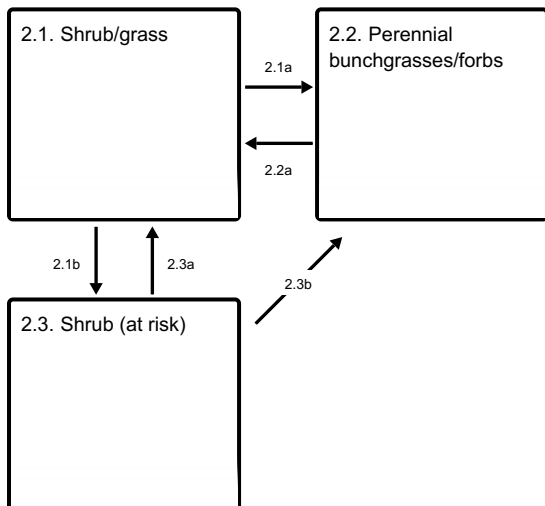 2.1. Shrub/grass
2.2. Perennial
bunchgrasses/forbs
2.1a
2.2a
2.1b
2.3a
2.3b
2.3. Shrub (at risk)